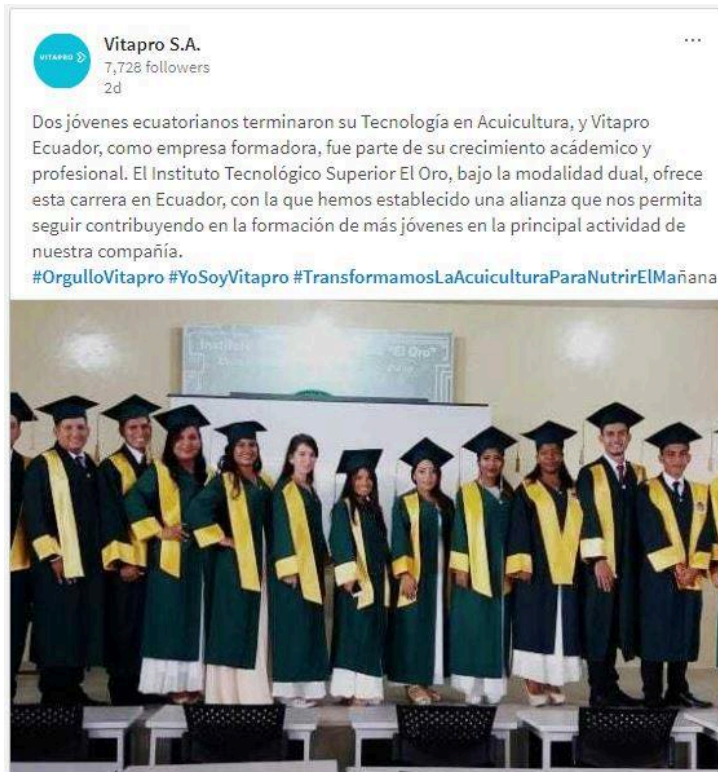 VITAPRO
Vitapro S.A.
7,728 followers
2d
Dos jóvenes ecuatorianos terminaron su Tecnología en Acuicultura, y Vitapro
Ecuador, como empresa formadora, fue parte de su crecimiento acádemico y
profesional. El Instituto Tecnológico Superior El Oro, bajo la modalidad dual, ofrece
esta carrera en Ecuador, con la que hemos establecido una alianza que nos permita
seguir contribuyendo en la formación de más jóvenes en la principal actividad de
nuestra compañía.
#OrgulloVitapro #YoSoyVitapro #TransformamosLaAcuiculturaParaNutrirElMañana
Instituto "El Oro"